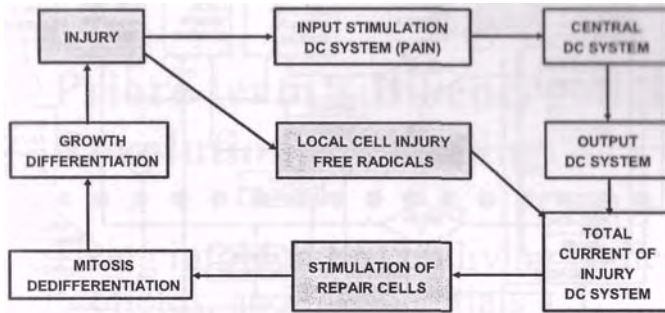 INJURY
INPUT STIMULATION
DC SYSTEM (PAIN)
CENTRAL
DC SYSTEM
GROWTH
DIFFERENTIATION
LOCAL CELL INJURY
FREE RADICALS
OUTPUT
DC SYSTEM
MITOSIS
DEDIFFERENTIATION
STIMULATION OF
REPAIR CELLS
TOTAL
CURRENT OF
INJURY
DC SYSTEM